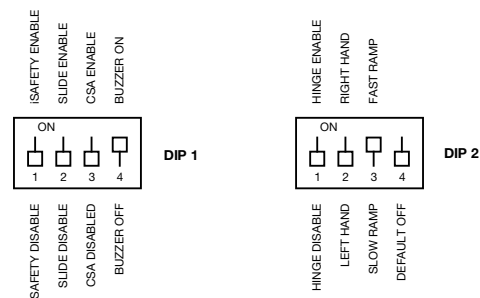 iSAFETY ENABLE
SLIDE ENABLE
CSA ENABLE
BUZZER ON
ON
1 2 3 4
DIP 1
SAFETY DISABLE
SLIDE DISABLE
CSA DISABLED
BUZZER OFF
HINGE ENABLE
RIGHT HAND
FAST RAMP
ON
1 2 3 4
DIP 2
HINGE DISABLE
LEFT HAND
SLOW RAMP
DEFAULT OFF